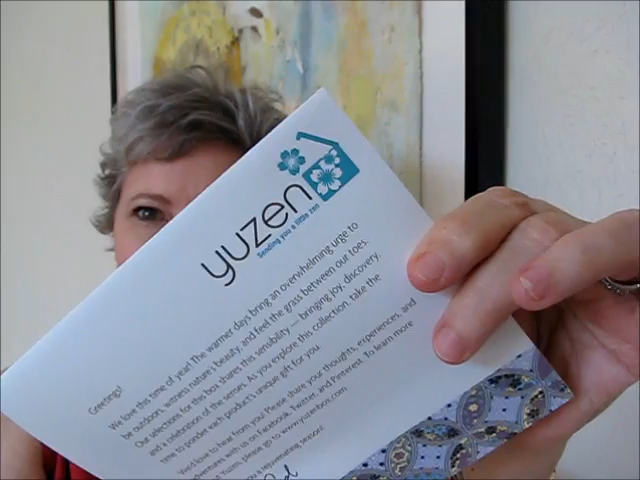 yuzen
Sending you a little zen
Greetings!
We love this time of year! The warmer days bring an overwhelming urge to
be outdoors, witness nature's beauty, and feel the grass between our toes.
Our selections for this box share this sensibility — bringing joy, discovery,
and a celebration of the senses. As you explore this collection, take the
time to ponder each product's unique gift for you.
We'd love to hear from you! Please share your thoughts, experiences, and
adventures with us on Facebook, Twitter, and Pinterest. To learn more
Yuzen, please go to www.yuzenbox.com.
you a rejuvenating season!